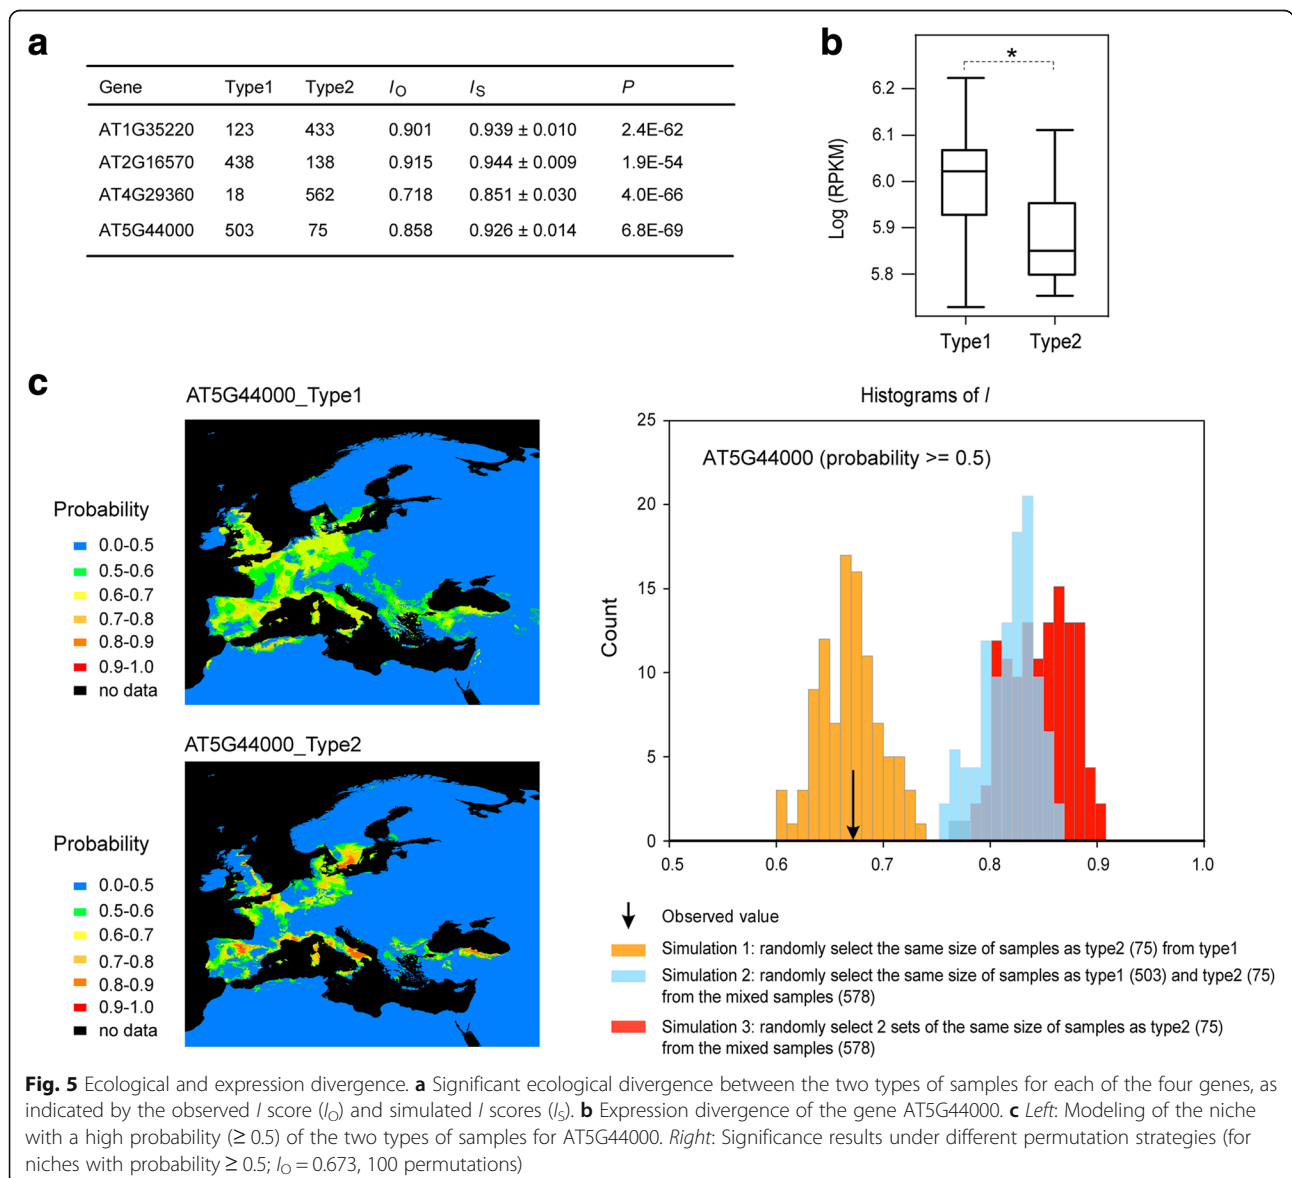 a
Gene Type1 Type2 IO IS P
AT1G35220 123 433 0.901 0.939 ± 0.010 2.4E-62
AT2G16570 438 138 0.915 0.944 ± 0.009 1.9E-54
AT4G29360 18 562 0.718 0.851 ± 0.030 4.0E-66
AT5G44000 503 75 0.858 0.926 ± 0.014 6.8E-69
b
*
Log (RPKM)
6.2
6.1
6.0
5.9
5.8
Type1 Type2
c
AT5G44000_Type1
Probability
0.0-0.5
0.5-0.6
0.6-0.7
0.7-0.8
0.8-0.9
0.9-1.0
no data
AT5G44000_Type2
Probability
0.0-0.5
0.5-0.6
0.6-0.7
0.7-0.8
0.8-0.9
0.9-1.0
no data
Histograms of I
AT5G44000 (probability >= 0.5)
Count
25
20
15
10
5
0
0.5 0.6 0.7 0.8 0.9 1.0
Observed value
Simulation 1: randomly select the same size of samples as type2 (75) from type1
Simulation 2: randomly select the same size of samples as type1 (503) and type2 (75)
from the mixed samples (578)
Simulation 3: randomly select 2 sets of the same size of samples as type2 (75)
from the mixed samples (578)
Fig. 5 Ecological and expression divergence. a Significant ecological divergence between the two types of samples for each of the four genes, as
indicated by the observed I score (IO) and simulated I scores (IS). b Expression divergence of the gene AT5G44000. c Left: Modeling of the niche
with a high probability (≥ 0.5) of the two types of samples for AT5G44000. Right: Significance results under different permutation strategies (for
niches with probability ≥ 0.5; IO = 0.673, 100 permutations)